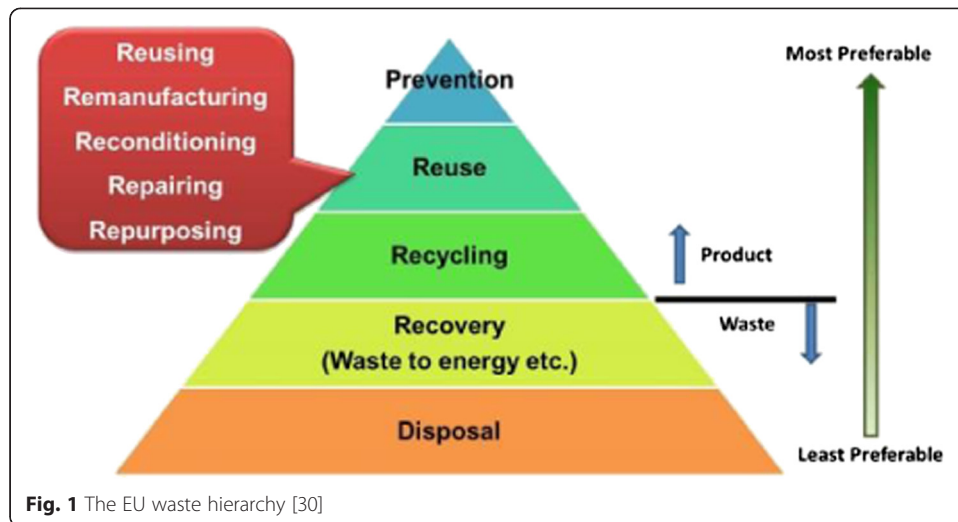 Reusing
Remanufacturing
Reconditioning
Repairing
Repurposing
Prevention
Reuse
Recycling
Recovery
(Waste to energy etc.)
Disposal
Most Preferable
Product
Waste
Least Preferable
Fig. 1 The EU waste hierarchy [30]